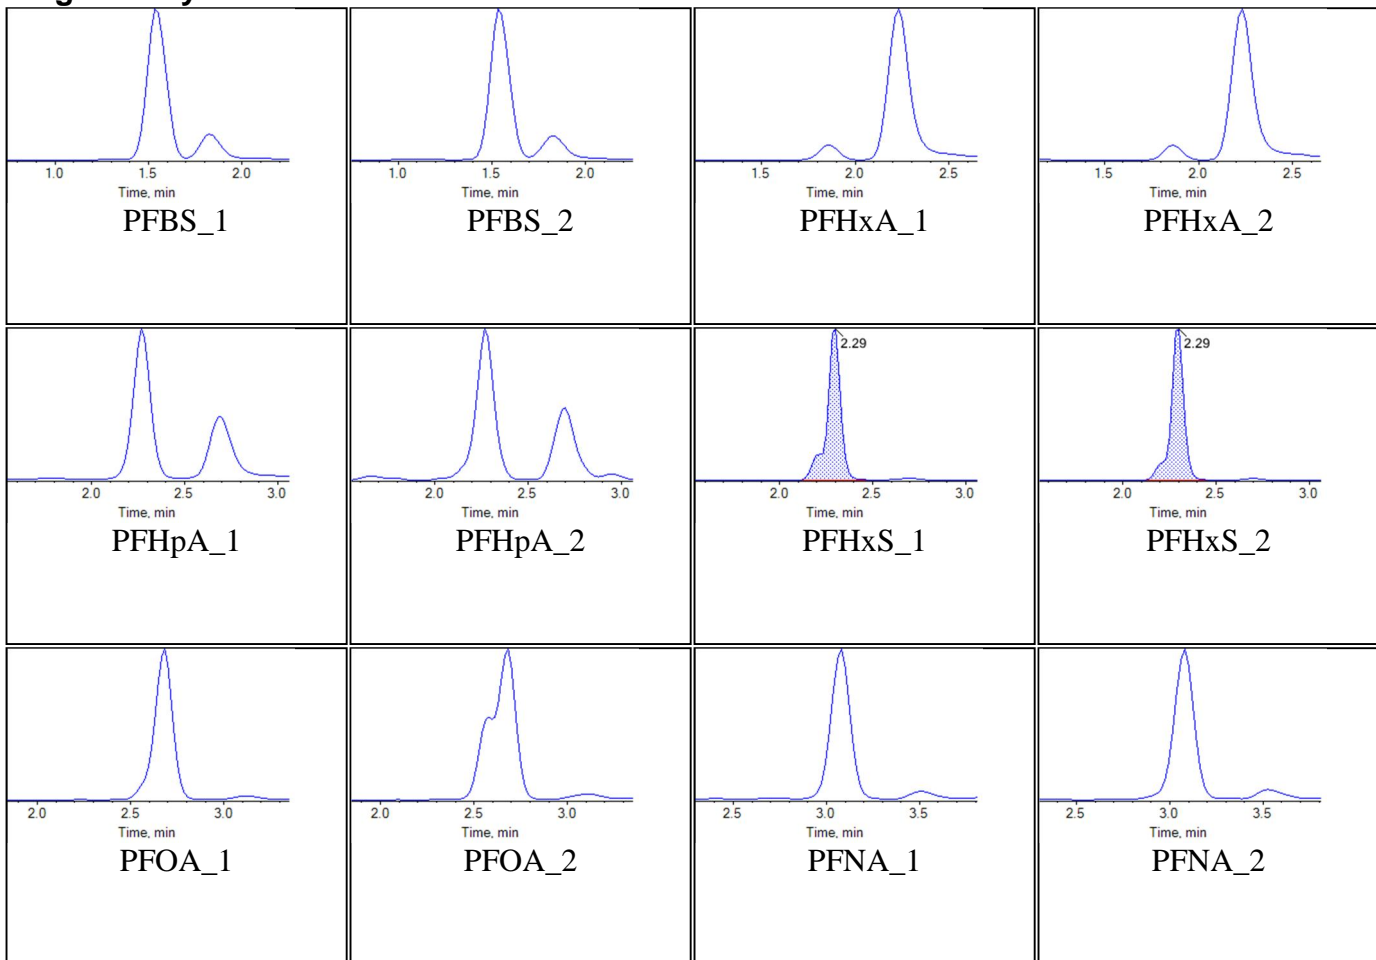 1.0 1.5 2.0
Time, min
PFBS_1
1.0 1.5 2.0
Time, min
PFBS_2
1.5 2.0 2.5
Time, min
PFHxA_1
1.5 2.0 2.5
Time, min
PFHxA_2
2.0 2.5 3.0
Time, min
PFHpA_1
2.0 2.5 3.0
Time, min
PFHpA_2
2.29
2.0 2.5 3.0
Time, min
PFHxS_1
2.29
2.0 2.5 3.0
Time, min
PFHxS_2
2.0 2.5 3.0
Time, min
PFOA_1
2.0 2.5 3.0
Time, min
PFOA_2
2.5 3.0 3.5
Time, min
PFNA_1
2.5 3.0 3.5
Time, min
PFNA_2